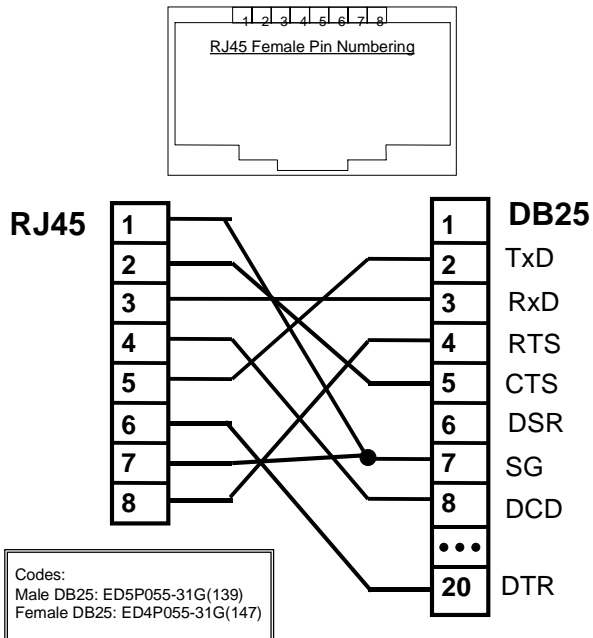 1 2 3 4 5 6 7 8
RJ45 Female Pin Numbering
RJ45
DB25
1
2
3
4
5
6
7
8
1
2
3
4
5
6
7
8
•••
20
TxD
RxD
RTS
CTS
DSR
SG
DCD
DTR
Codes:
Male DB25: ED5P055-31G(139)
Female DB25: ED4P055-31G(147)